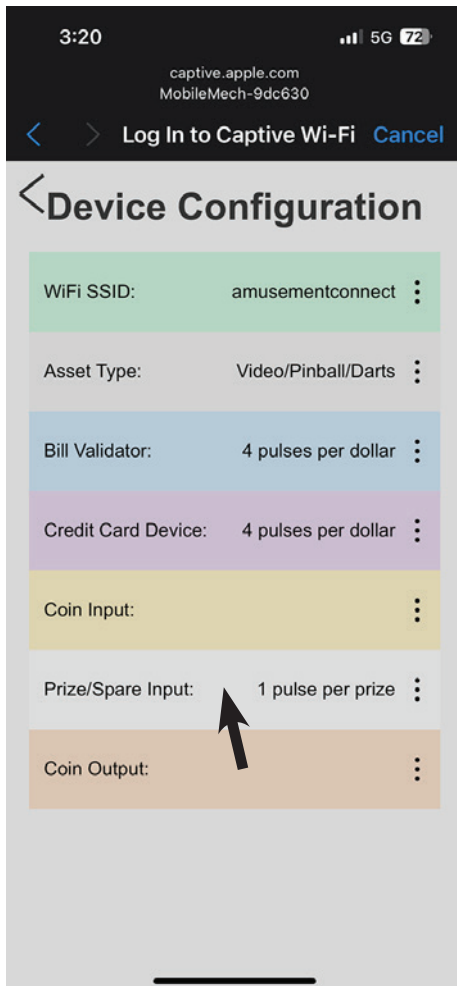 3:20 5G 72
captive.apple.com
MobileMech-9dc630
Log In to Captive Wi-Fi Cancel
Device Configuration
WiFi SSID: amusementconnect
Asset Type: Video/Pinball/Darts
Bill Validator: 4 pulses per dollar
Credit Card Device: 4 pulses per dollar
Coin Input:
Prize/Spare Input: 1 pulse per prize
Coin Output: